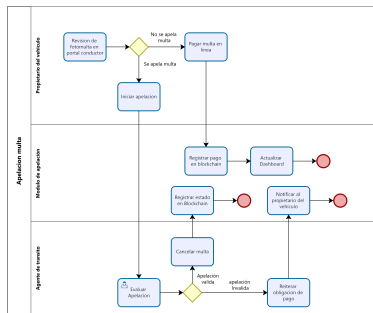 Apelacion multa
Propietario del vehiculo
Revision de
fotomulta en
portal conductor
No se apela
multa
Pagar multa en
linea
Se apela multa
Iniciar apelacion
Modulo de apelación
Registrar pago
en blockchain
Actualizar
Dashboard
Registrar estado
en Blockchain
Notificar al
propietario del
vehiculo
Agente de transito
Cancelar multa
Evaluar
Apelacion
Apelación
valida
apelación
Invalida
Reiterar
obligacion de
pago